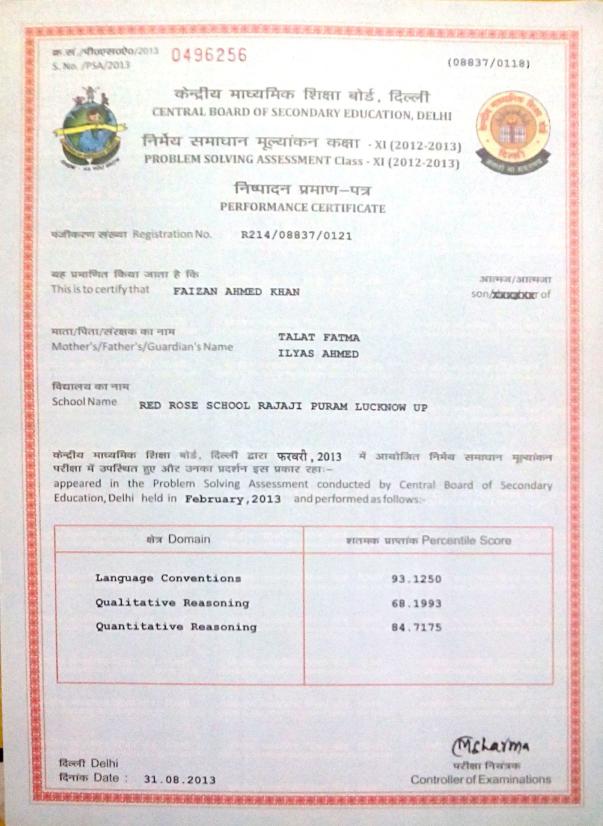 क्र.सं./पी०एस०ऐ०/2013 0496256
S. No. /PSA/2013 (08837/0118)
केन्द्रीय माध्यमिक शिक्षा बोर्ड, दिल्ली
CENTRAL BOARD OF SECONDARY EDUCATION, DELHI
निर्मेय समाधान मूल्यांकन कक्षा - XI (2012-2013)
PROBLEM SOLVING ASSESSMENT Class - XI (2012-2013)
दिल्ली
निष्पादन प्रमाण–पत्र
PERFORMANCE CERTIFICATE
पंजीकरण संख्या Registration No. R214/08837/0121
यह प्रमाणित किया जाता है कि आत्मज/आत्मजा
This is to certify that FAIZAN AHMED KHAN son/daughter of
माता/पिता/संरक्षक का नाम TALAT FATMA
Mother's/Father's/Guardian's Name ILYAS AHMED
विद्यालय का नाम
School Name RED ROSE SCHOOL RAJAJI PURAM LUCKNOW UP
केन्द्रीय माध्यमिक शिक्षा बोर्ड, दिल्ली द्वारा फरवरी, 2013 में आयोजित निर्मेय समाधान मूल्यांकन
परीक्षा में उपस्थित हुए और उनका प्रदर्शन इस प्रकार रहा:–
appeared in the Problem Solving Assessment conducted by Central Board of Secondary
Education, Delhi held in February,2013 and performed as follows:-
क्षेत्र Domain शतमक प्राप्तांक Percentile Score
Language Conventions 93.1250
Qualitative Reasoning 68.1993
Quantitative Reasoning 84.7175
MSharma
दिल्ली Delhi परीक्षा नियंत्रक
दिनांक Date : 31.08.2013 Controller of Examinations